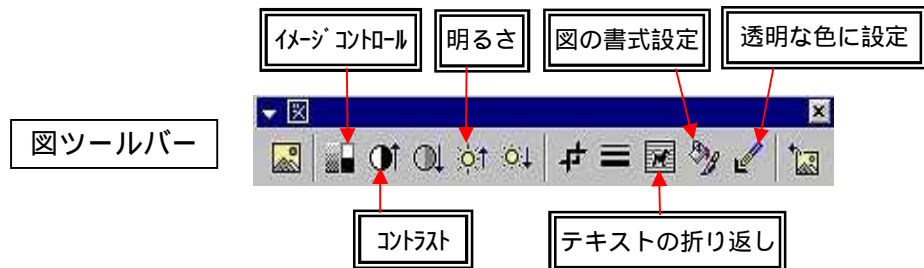 ｲﾒｰｼﾞ ｺﾝﾄﾛｰﾙ
明るさ
図の書式設定
透明な色に設定
図
図ツールバー
ｺﾝﾄﾗｽﾄ
テキストの折り返し